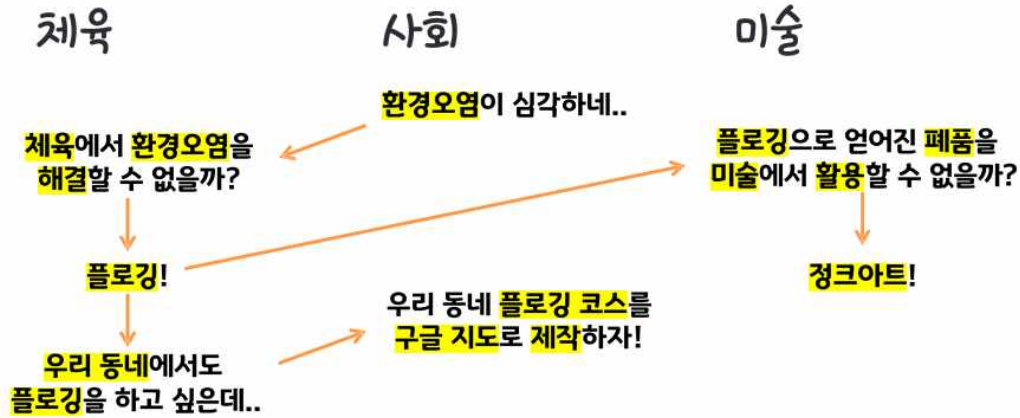 체육
사회
미술
환경오염이 심각하네..
체육에서 환경오염을
해결할 수 없을까?
플로깅으로 얻어진 폐품을
미술에서 활용할 수 없을까?
플로깅!
정크아트!
우리 동네 플로깅 코스를
구글 지도로 제작하자!
우리 동네에서도
플로깅을 하고 싶은데..